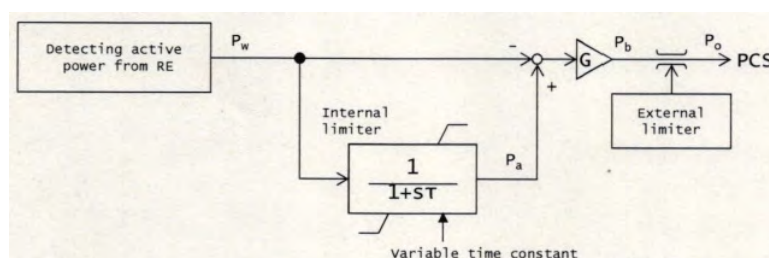 Detecting active
power from RE
Pw
-
+
G
Pb
Po
PCS
Internal
limiter
1
1+sτ
Pa
External
limiter
Variable time constant